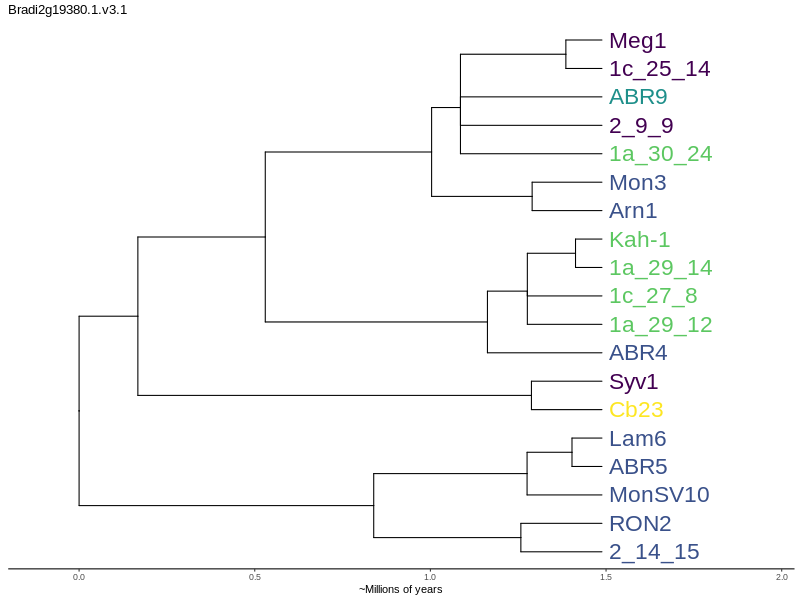 Bradi2g19380.1.v3.1
Meg1
1c_25_14
ABR9
2_9_9
1a_30_24
Mon3
Arn1
Kah-1
1a_29_14
1c_27_8
1a_29_12
ABR4
Syv1
Cb23
Lam6
ABR5
MonSV10
RON2
2_14_15
0.0 0.5 1.0 1.5 2.0
~Millions of years